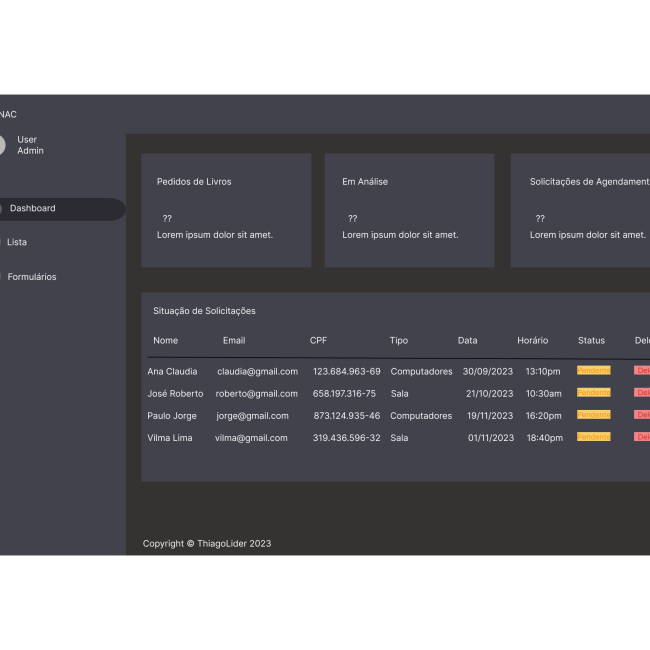 NAC
User
Admin
Dashboard
Lista
Formulários
Pedidos de Livros
??
Lorem ipsum dolor sit amet.
Em Análise
??
Lorem ipsum dolor sit amet.
Solicitações de Agendament
??
Lorem ipsum dolor sit amet.
Situação de Solicitações
Nome Email CPF Tipo Data Horário Status Del
Ana Claudia claudia@gmail.com 123.684.963-69 Computadores 30/09/2023 13:10pm Pendente Del
José Roberto roberto@gmail.com 658.197.316-75 Sala 21/10/2023 10:30am Pendente Del
Paulo Jorge jorge@gmail.com 873.124.935-46 Computadores 19/11/2023 16:20pm Pendente Del
Vilma Lima vilma@gmail.com 319.436.596-32 Sala 01/11/2023 18:40pm Pendente Del
Copyright © ThiagoLider 2023